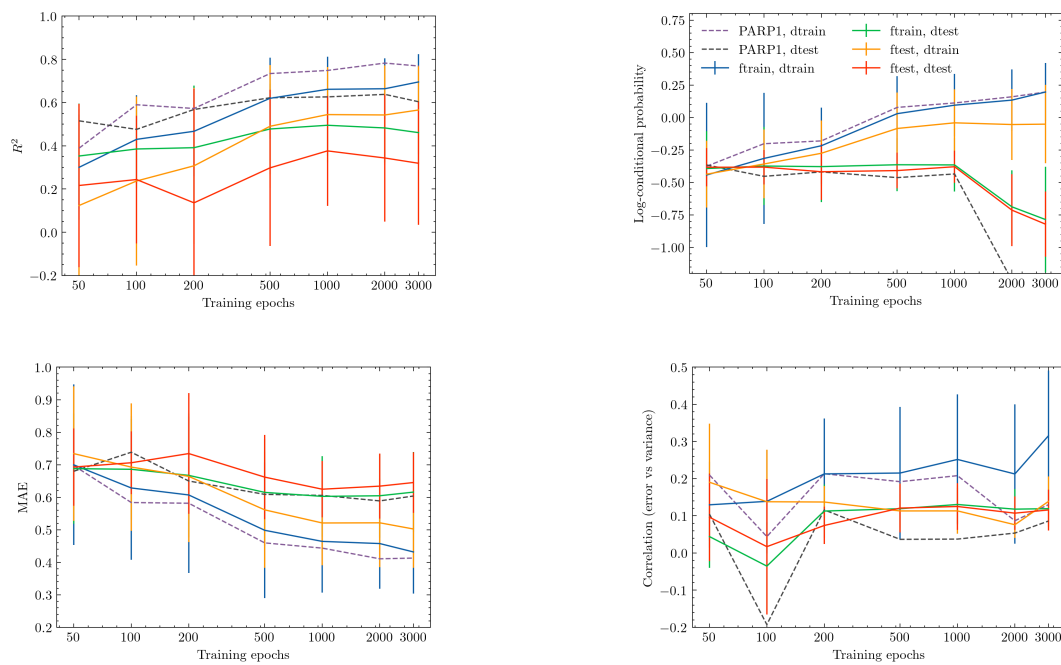 1.0
0.8
0.6
0.4
0.2
0.0
−0.2
R²
50 100 200 500 1000 2000 3000
Training epochs
0.75
0.50
0.25
0.00
−0.25
−0.50
−0.75
−1.00
Log-conditional probability
PARP1, dtrain
PARP1, dtest
ftrain, dtrain
ftrain, dtest
ftest, dtrain
ftest, dtest
50 100 200 500 1000 2000 3000
Training epochs
1.0
0.9
0.8
0.7
0.6
0.5
0.4
0.3
0.2
MAE
50 100 200 500 1000 2000 3000
Training epochs
0.5
0.4
0.3
0.2
0.1
0.0
−0.1
−0.2
Correlation (error vs variance)
50 100 200 500 1000 2000 3000
Training epochs